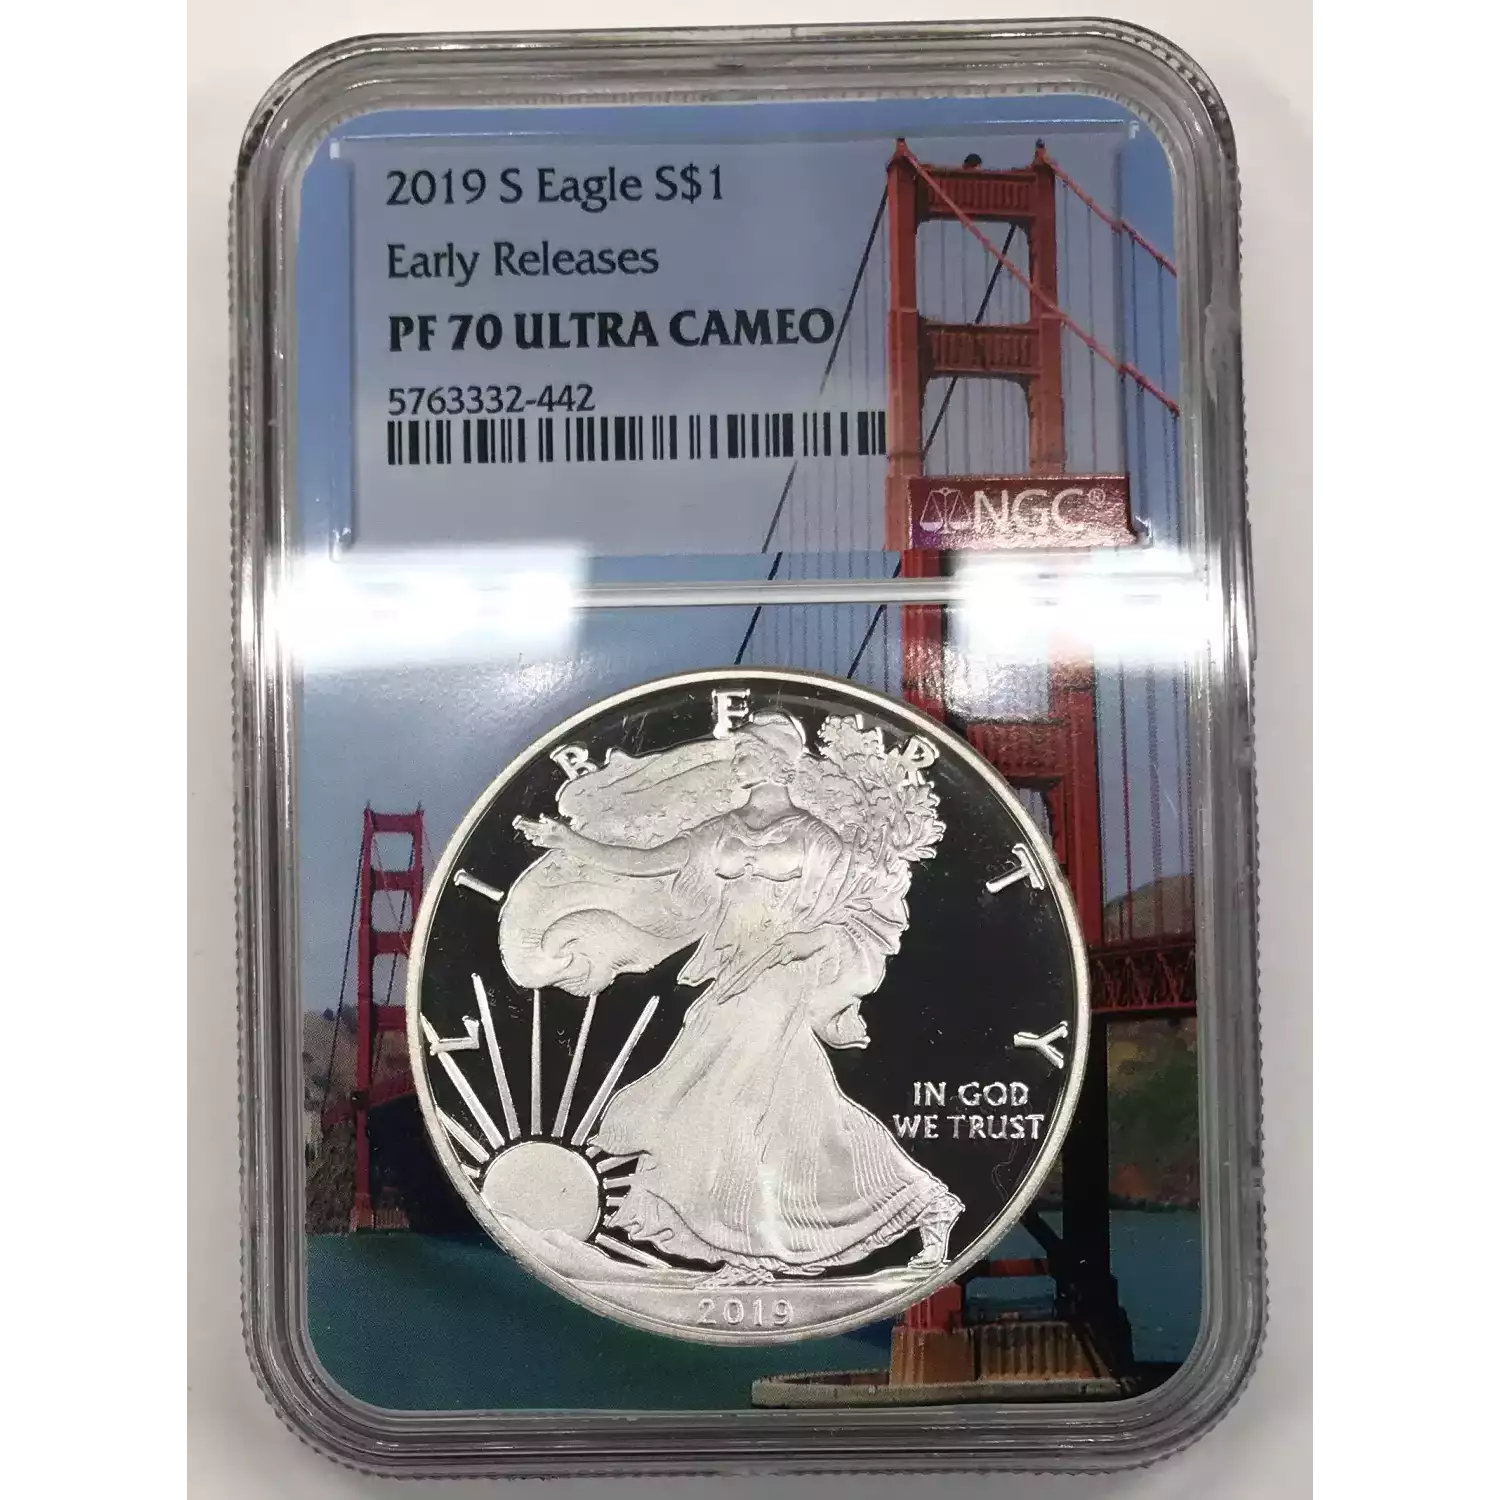 2019 S Eagle S$1
Early Releases
PF 70 ULTRA CAMEO
5763332-442
NGC®
LIBERTY
IN GOD
WE TRUST
2019